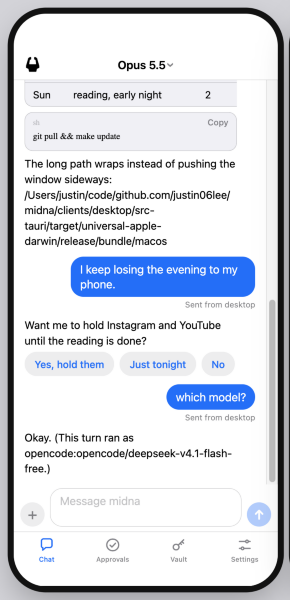 Opus 5.5
Sun reading, early night 2
sh Copy
git pull && make update
The long path wraps instead of pushing the
window sideways:
/Users/justin/code/github.com/justin06lee/
midna/clients/desktop/src-
tauri/target/universal-apple-
darwin/release/bundle/macos
I keep losing the evening to my
phone.
Sent from desktop
Want me to hold Instagram and YouTube
until the reading is done?
Yes, hold them Just tonight No
which model?
Sent from desktop
Okay. (This turn ran as
opencode:opencode/deepseek-v4.1-flash-
free.)
Message midna
Chat Approvals Vault Settings